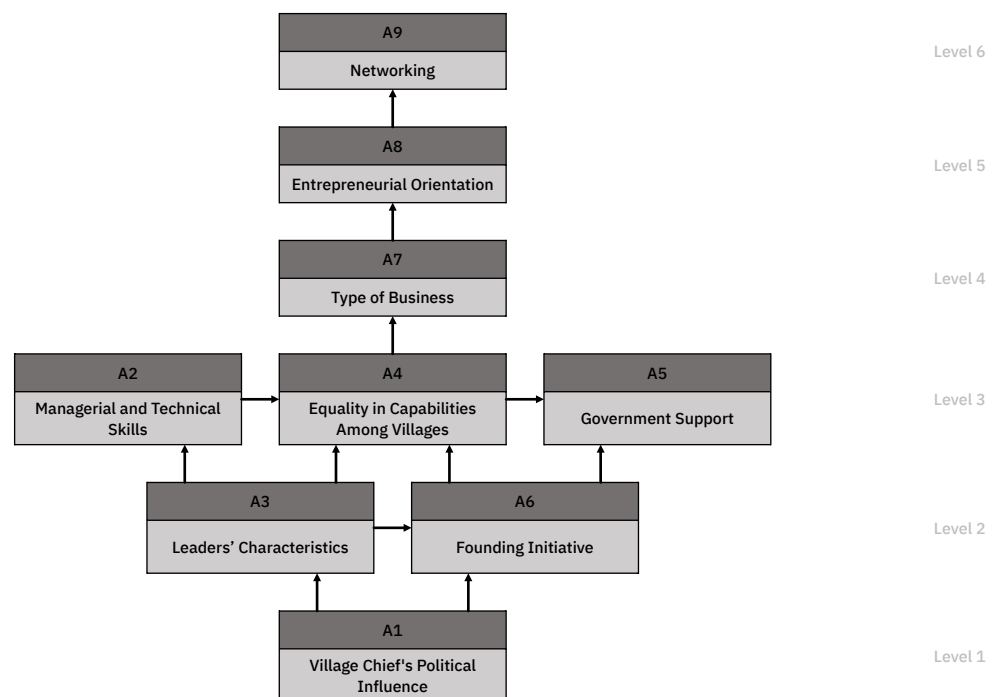 A9
Networking
Level 6
A8
Entrepreneurial Orientation
Level 5
A7
Type of Business
Level 4
A2
Managerial and Technical
Skills
A4
Equality in Capabilities
Among Villages
A5
Government Support
Level 3
A3
Leaders’ Characteristics
A6
Founding Initiative
Level 2
A1
Village Chief's Political
Influence
Level 1